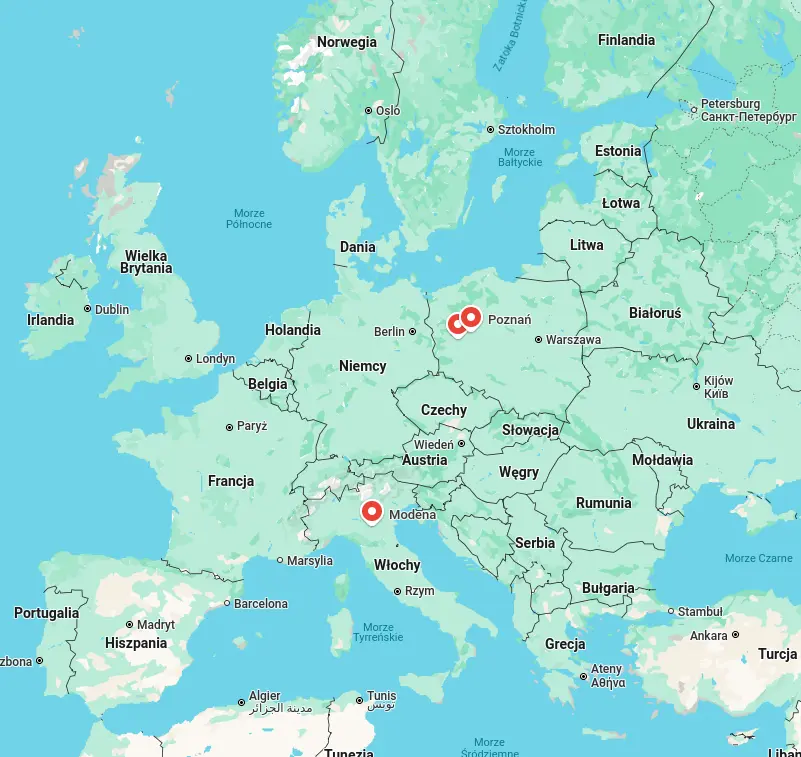 Norwegia
Finlandia
Zatoka Botnicka
Petersburg
Санкт-Петербург
Oslo
Sztokholm
Estonia
Morze
Bałtyckie
Łotwa
Morze
Północne
Dania
Litwa
Wielka
Brytania
Dublin
Irlandia
Holandia
Berlin
Poznań
Białoruś
Warszawa
Londyn
Niemcy
Belgia
Kijów
Київ
Czechy
Paryż
Ukraina
Słowacja
Wiedeń
Austria
Mołdawia
Węgry
Francja
Rumunia
Modena
Serbia
Marsylia
Włochy
Morze Czarne
Bułgaria
Rzym
Barcelona
Portugalia
Stambuł
Madryt
Hiszpania
Morze
Tyrreńskie
Ankara
Grecja
Turcja
zbona
Ateny
Αθήνα
Algier
مدينة الجزائر
Tunis
تونس
Tunezja
Morze
Śródziemne
Liban